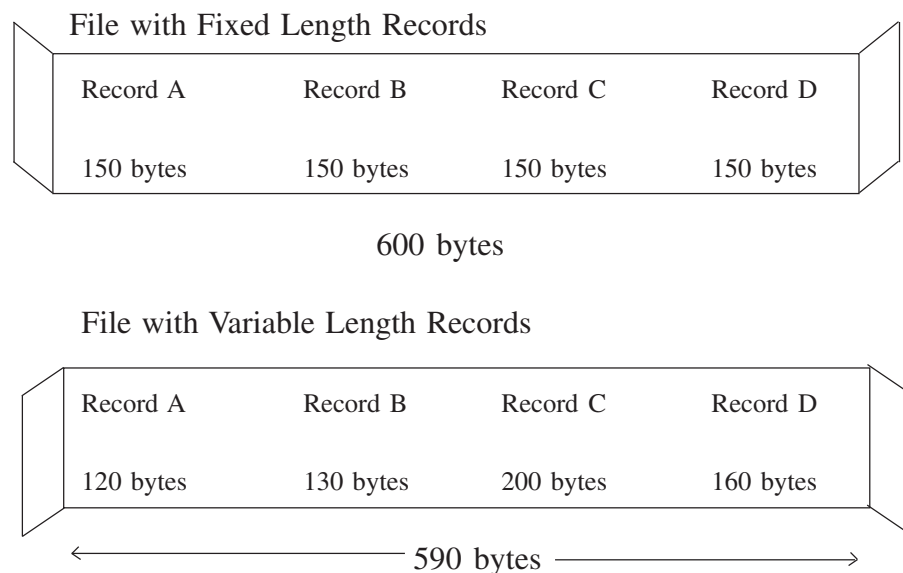 File with Fixed Length Records
Record A Record B Record C Record D
150 bytes 150 bytes 150 bytes 150 bytes
600 bytes
File with Variable Length Records
Record A Record B Record C Record D
120 bytes 130 bytes 200 bytes 160 bytes
590 bytes